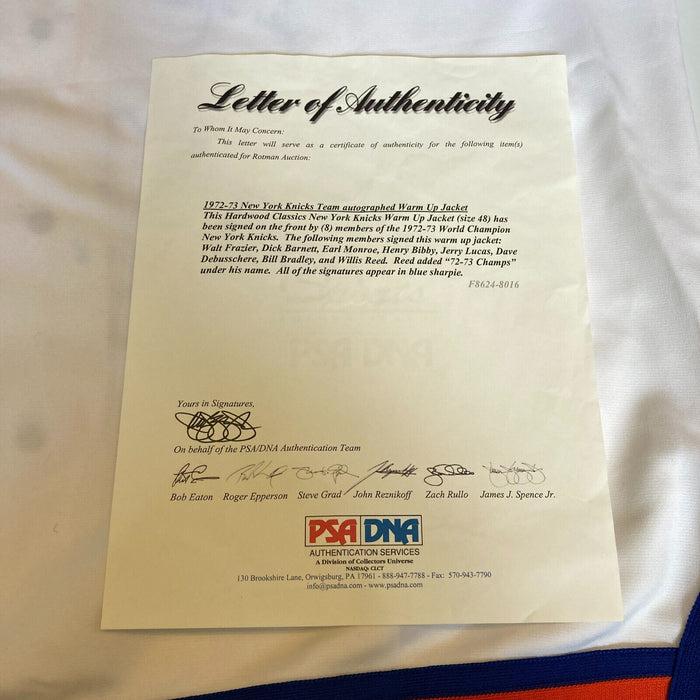 Letter of Authenticity
To Whom It May Concern:
This letter will serve as a certificate of authenticity for the following item(s)
authenticated for Rotman Auction:
1972-73 New York Knicks Team autographed Warm Up Jacket
This Hardwood Classics New York Knicks Warm Up Jacket (size 48) has
been signed on the front by (8) members of the 1972-73 World Champion
New York Knicks. The following members signed this warm up jacket:
Walt Frazier, Dick Barnett, Earl Monroe, Henry Bibby, Jerry Lucas, Dave
Debusschere, Bill Bradley, and Willis Reed. Reed added "72-73 Champs"
under his name. All of the signatures appear in blue sharpie.
F8624-8016
PSA DNA
Yours in Signatures,
On behalf of the PSA/DNA Authentication Team
Bob Eaton Roger Epperson Steve Grad John Reznikoff Zach Rullo James J. Spence Jr.
PSA DNA
AUTHENTICATION SERVICES
A Division of Collectors Universe
NASDAQ: CLCT
130 Brookshire Lane, Orwigsburg, PA 17961 - 888-947-7788 - Fax: 570-943-7790
info@psadna.com - www.psadna.com